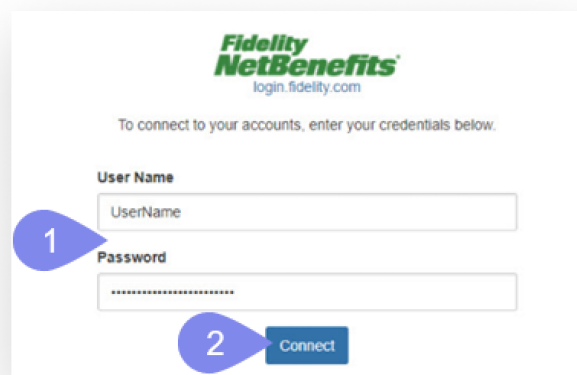 Fidelity
NetBenefits®
login.fidelity.com
To connect to your accounts, enter your credentials below.
User Name
UserName
1
Password
••••••••••••••••••••••••
2
Connect